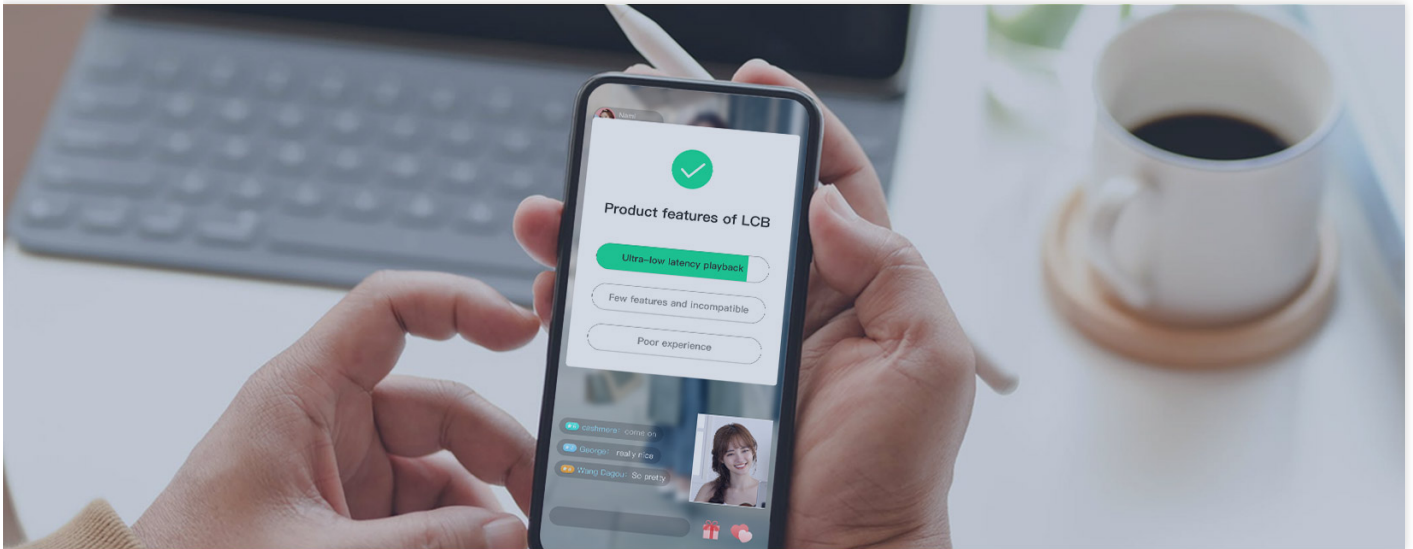 Name
Product features of LCB
Ultra-low latency playback
Few features and incompatible
Poor experience
cashmere: come on
George: really nice
Wang Dagou: So pretty